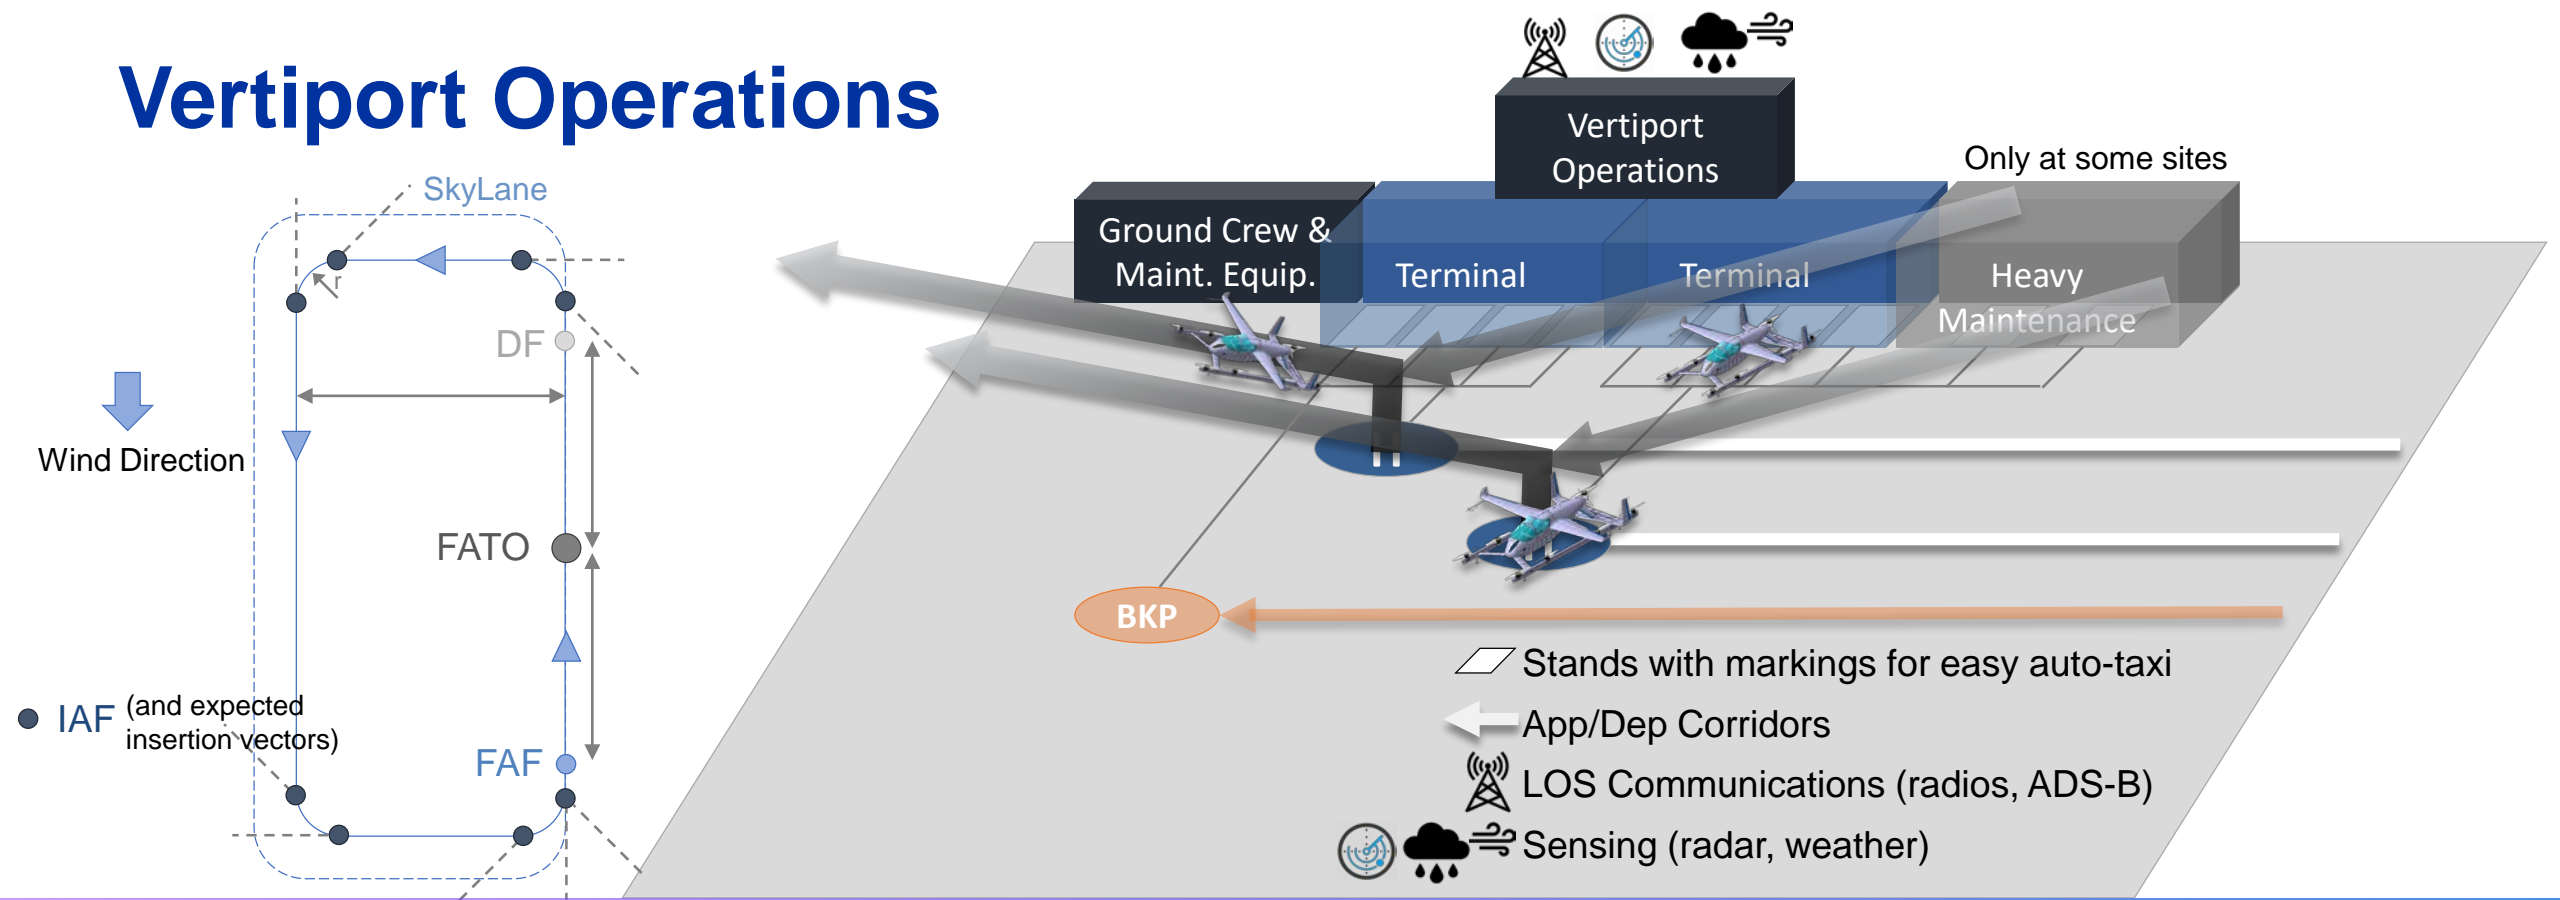 Vertiport Operations
SkyLane
r
DF
Wind Direction
FATO
IAF (and expected
insertion vectors)
FAF
Vertiport
Operations
Only at some sites
Ground Crew &
Maint. Equip.
Terminal
Terminal
Heavy
Maintenance
H
H
BKP
Stands with markings for easy auto-taxi
App/Dep Corridors
LOS Communications (radios, ADS-B)
Sensing (radar, weather)